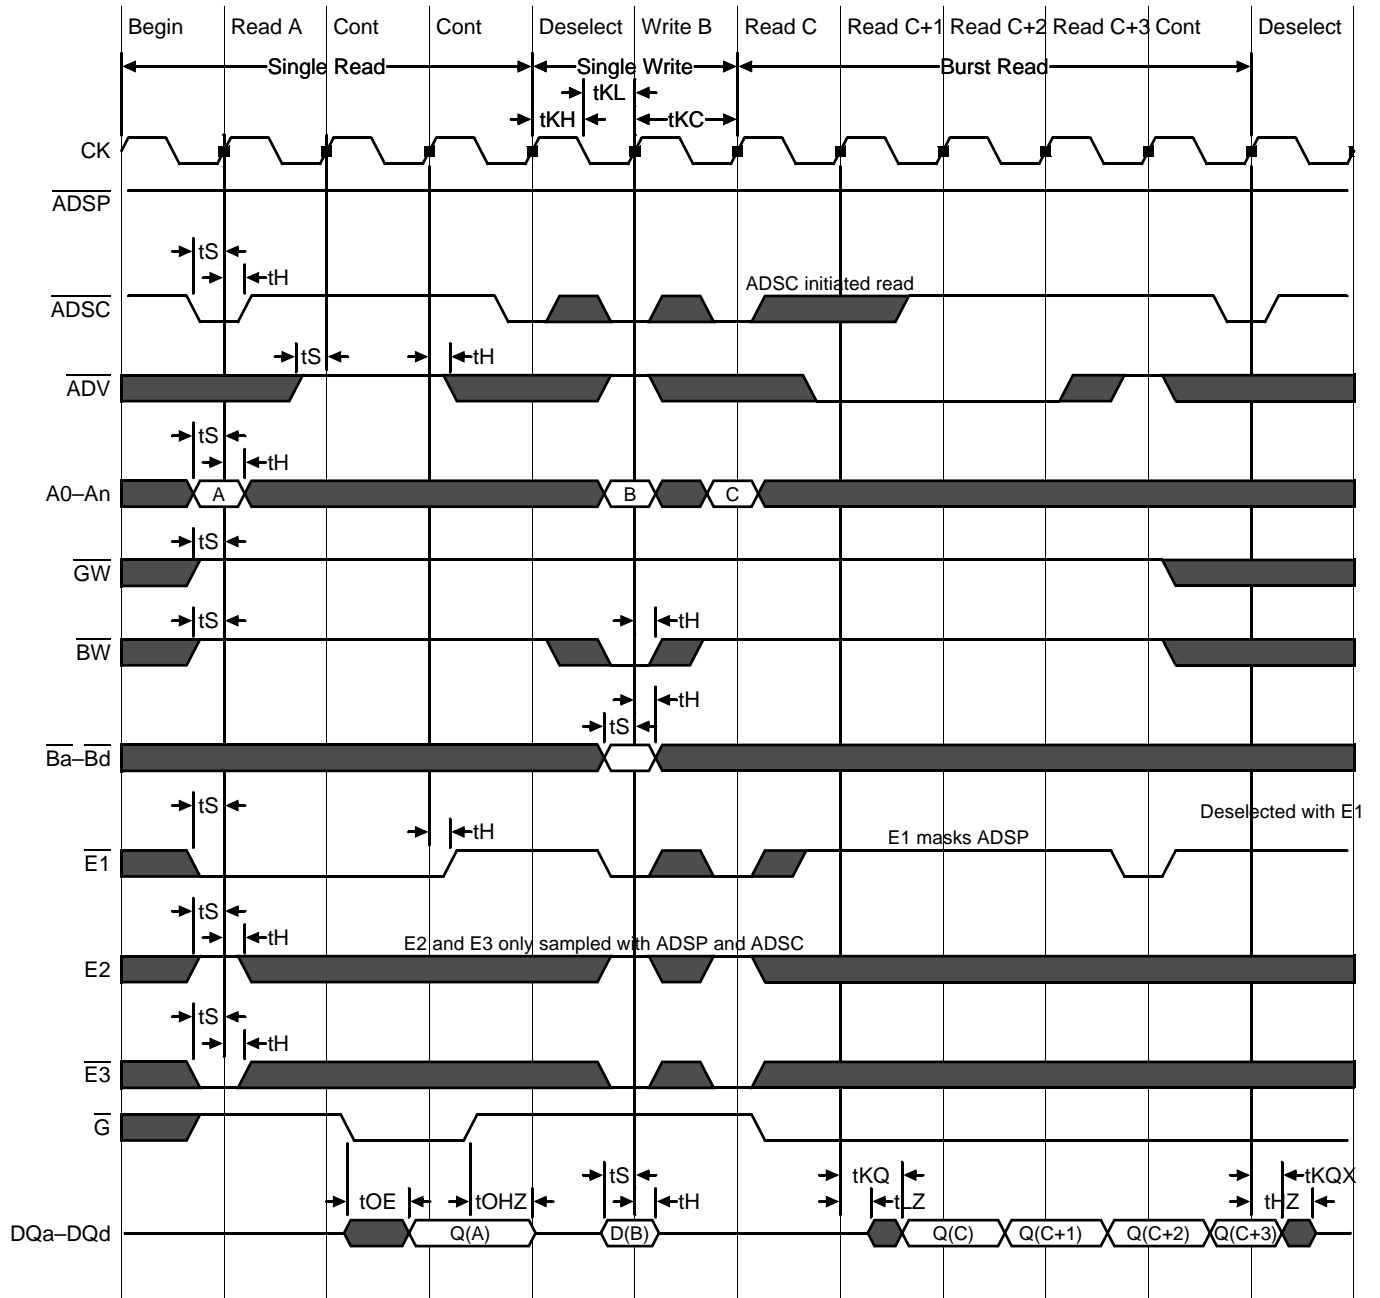 Begin Read A Cont Cont Deselect Write B Read C Read C+1 Read C+2 Read C+3 Cont Deselect
Single Read Single Write Burst Read
tKL
tKH tKC
CK
ADSP
tS
tH
ADSC initiated read
ADSC
tS tH
ADV
tS
tH
A0–An A B C
tS
GW
tS tH
BW
tH
tS
Ba–Bd
tS
Deselected with E1
tH
E1 masks ADSP
E1
tS
tH
E2 and E3 only sampled with ADSP and ADSC
E2
tS
tH
E3
G
tS tKQ tKQX
tOE tOHZ tH tLZ tHZ
DQa–DQd Q(A) D(B) Q(C) Q(C+1) Q(C+2) Q(C+3)